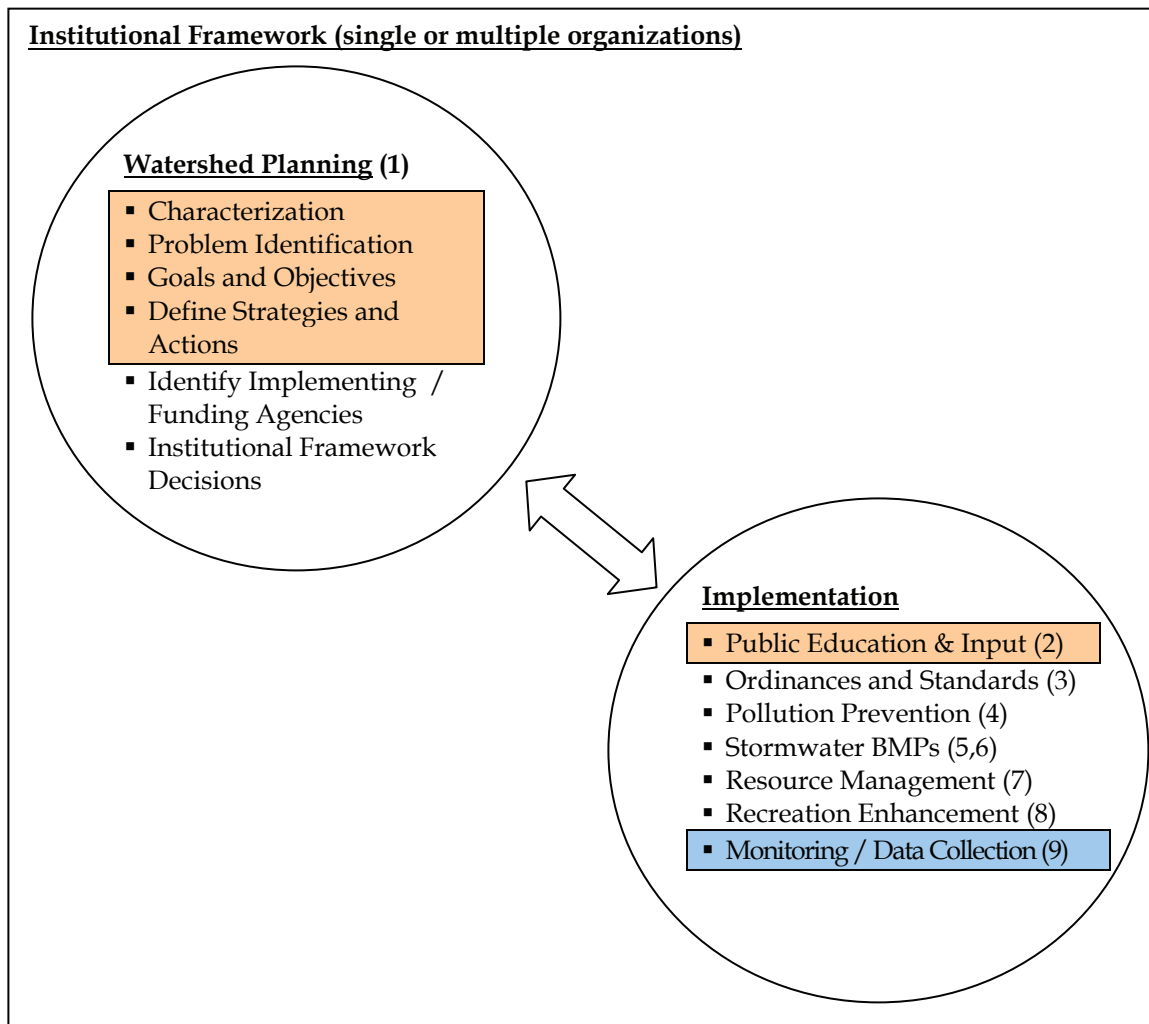 Institutional Framework (single or multiple organizations)
Watershed Planning (1)
▪ Characterization
▪ Problem Identification
▪ Goals and Objectives
▪ Define Strategies and
Actions
▪ Identify Implementing / 
Funding Agencies
▪ Institutional Framework
Decisions
Implementation
▪ Public Education & Input (2)
▪ Ordinances and Standards (3)
▪ Pollution Prevention (4)
▪ Stormwater BMPs (5,6)
▪ Resource Management (7)
▪ Recreation Enhancement (8)
▪ Monitoring / Data Collection (9)